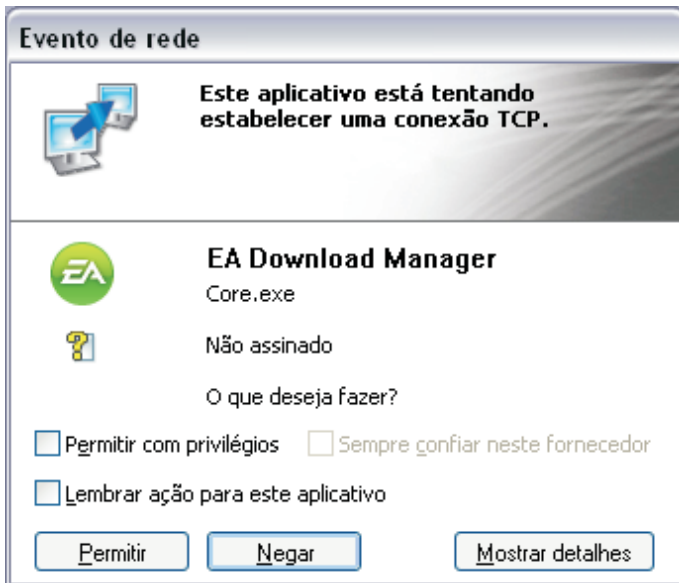 Evento de rede
Este aplicativo está tentando
estabelecer uma conexão TCP.
EA
EA Download Manager
Core.exe
Não assinado
O que deseja fazer?
Permitir com privilégios Sempre confiar neste fornecedor
Lembrar ação para este aplicativo
Permitir Negar Mostrar detalhes